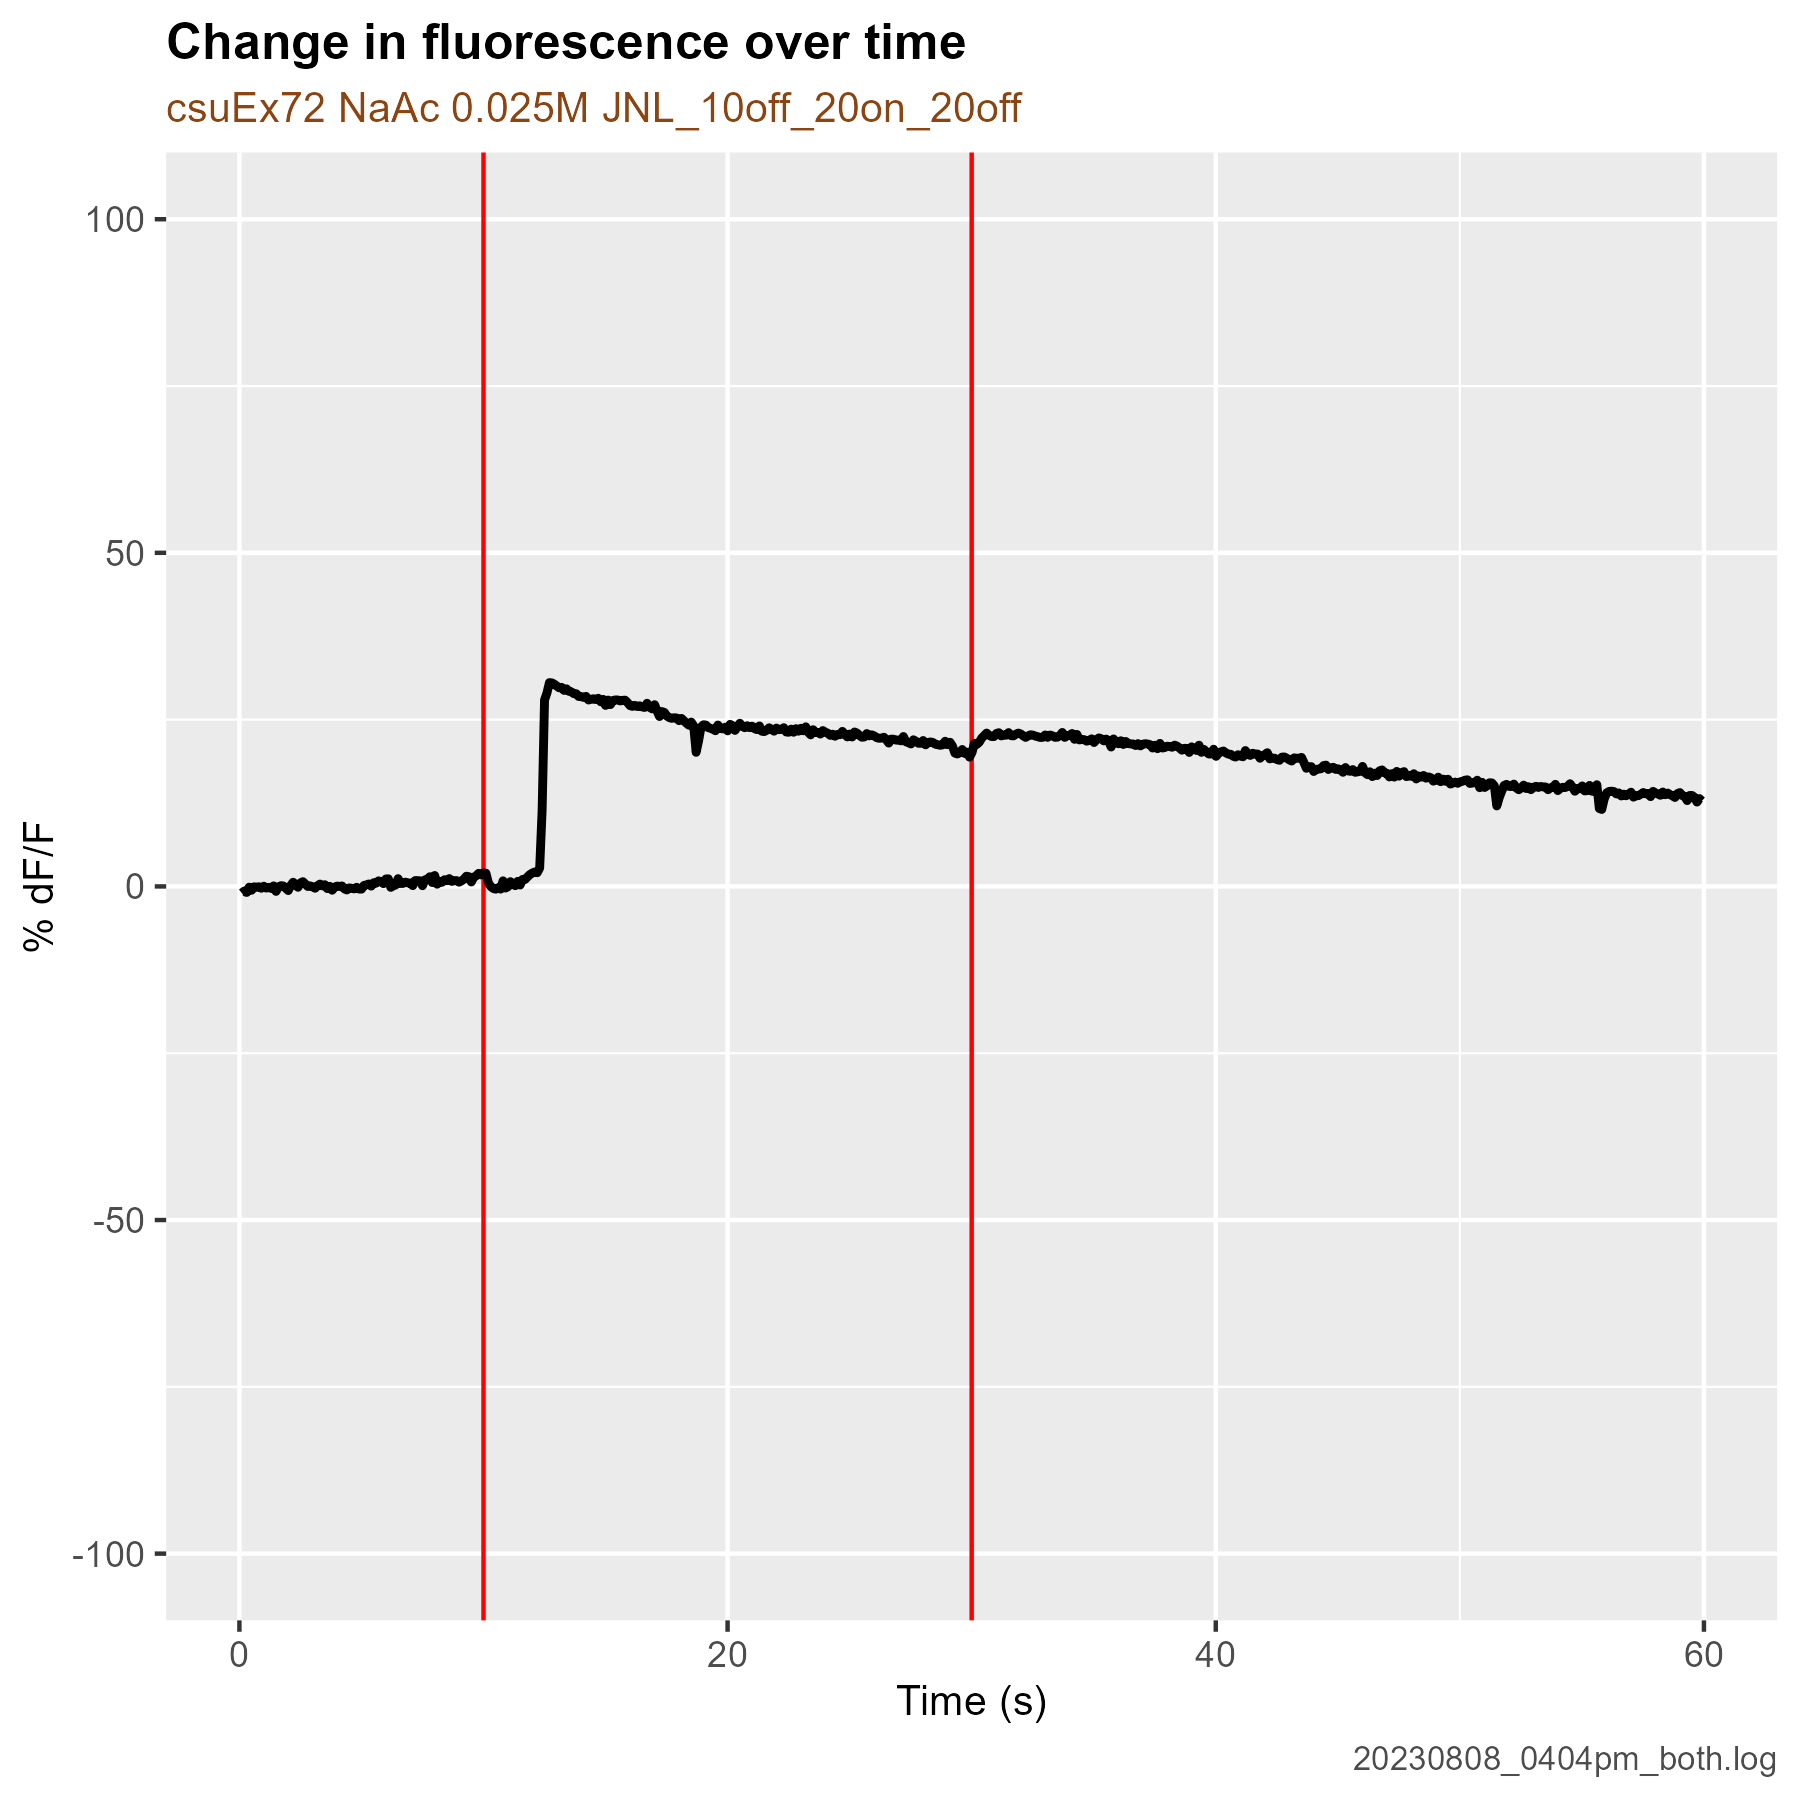 Change in fluorescence over time
csuEx72 NaAc 0.025M JNL_10off_20on_20off
100
50
0
-50
-100
% dF/F
0 20 40 60
Time (s)
20230808_0404pm_both.log